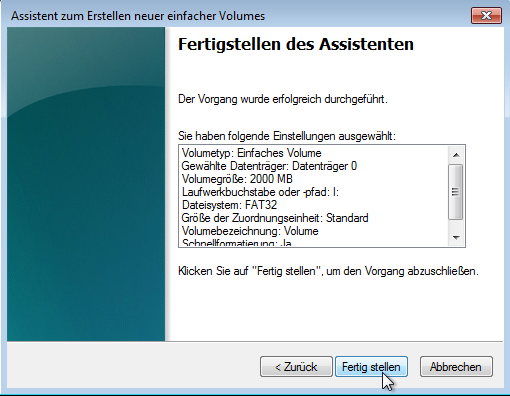 Assistent zum Erstellen neuer einfacher Volumes
Fertigstellen des Assistenten
Der Vorgang wurde erfolgreich durchgeführt.
Sie haben folgende Einstellungen ausgewählt:
Volumetyp: Einfaches Volume
Gewählte Datenträger: Datenträger 0
Volumegröße: 2000 MB
Laufwerkbuchstabe oder -pfad: I:
Dateisystem: FAT32
Größe der Zuordnungseinheit: Standard
Volumebezeichnung: Volume
Schnellformatierung: Ja
Klicken Sie auf "Fertig stellen", um den Vorgang abzuschließen.
< Zurück
Fertig stellen
Abbrechen